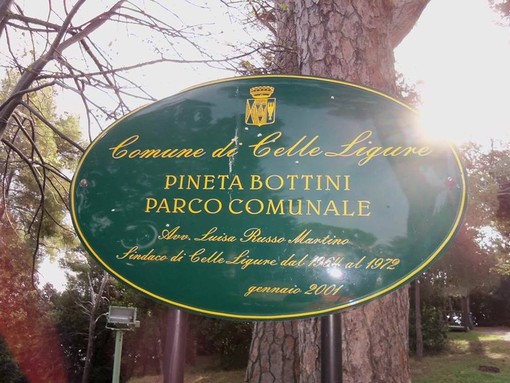 Comune di Celle Ligure
PINETA BOTTINI
PARCO COMUNALE
Avv. Luisa Russo Martino
Sindaco di Celle Ligure dal 1964 al 1972
gennaio 2001